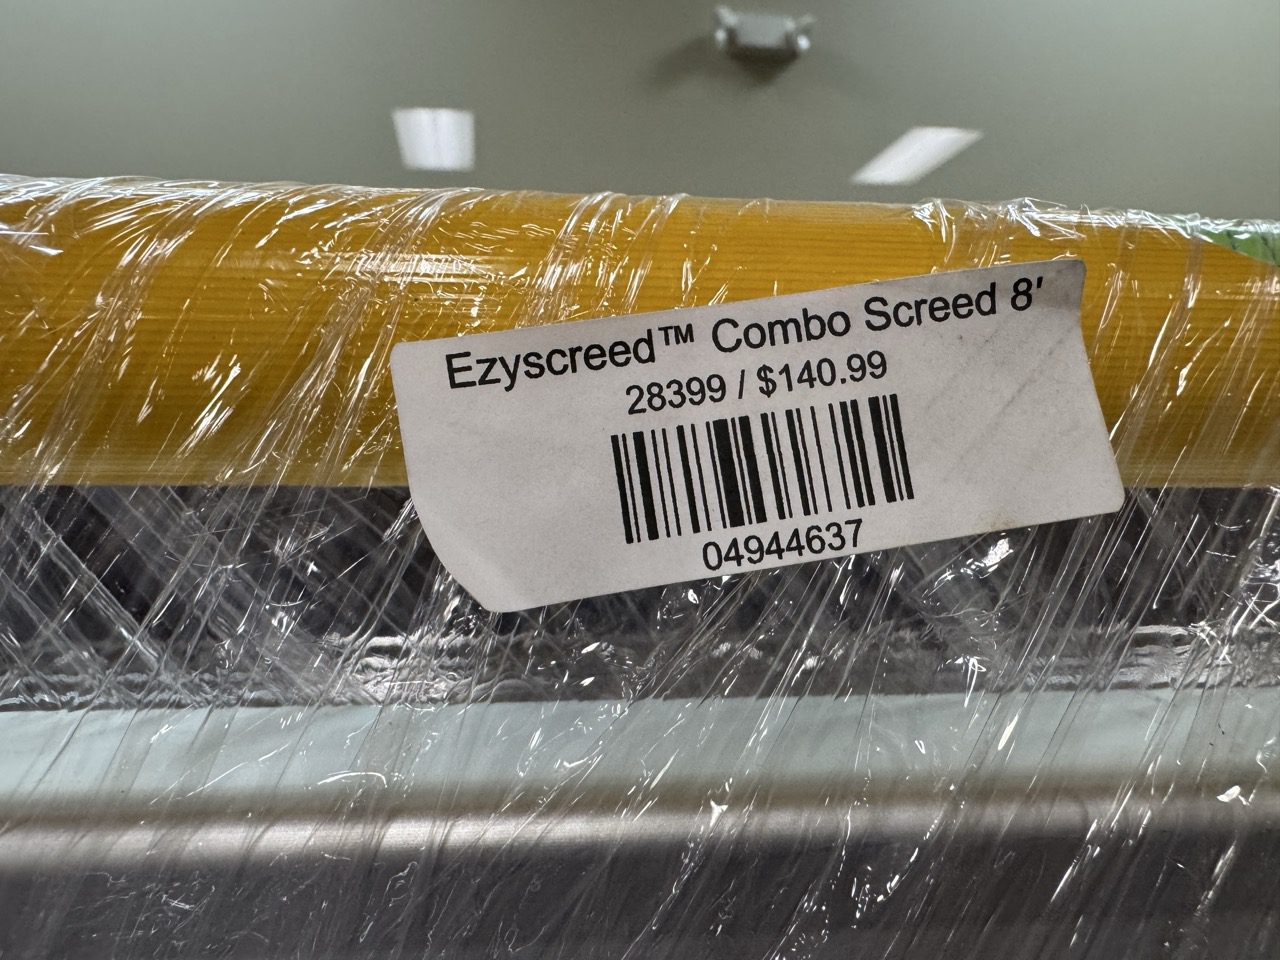 Ezyscreed™ Combo Screed 8'
28399 / $140.99
04944637